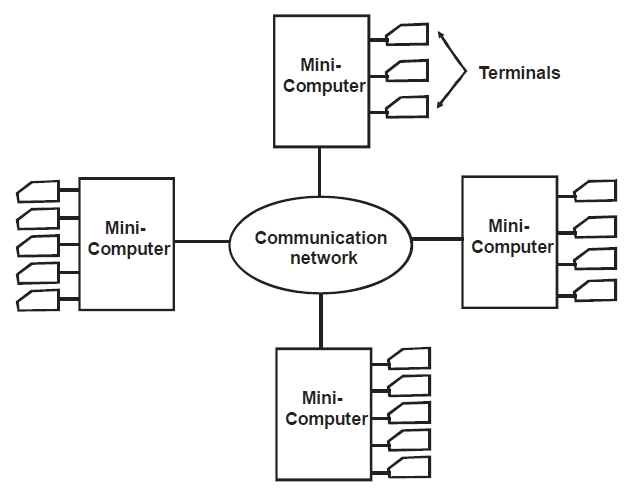 Mini-
Computer
Terminals
Mini-
Computer
Communication
network
Mini-
Computer
Mini-
Computer